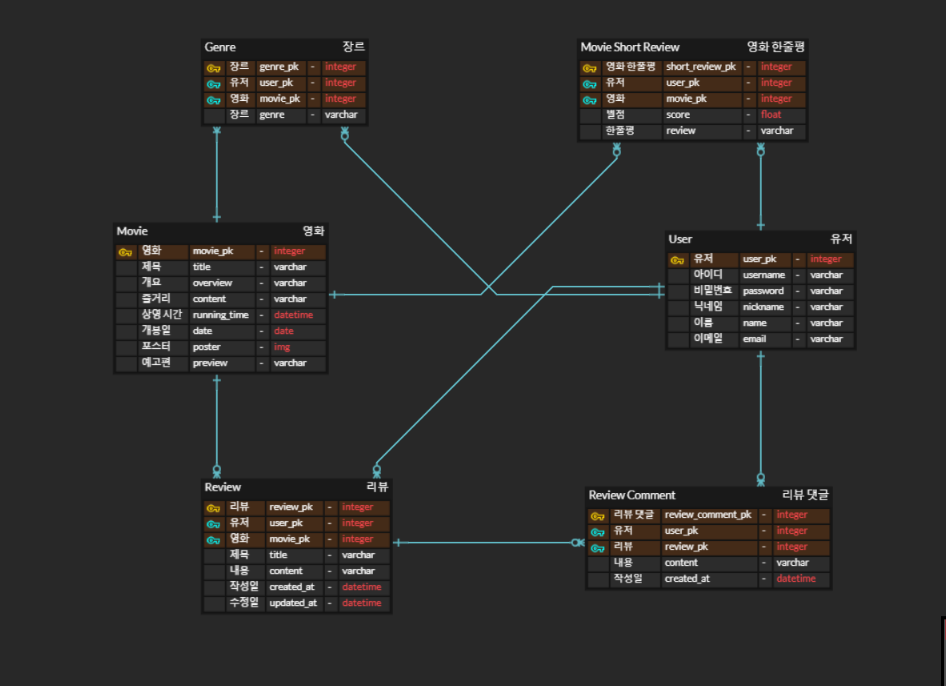 Genre 장르
장르 genre_pk - integer
유저 user_pk - integer
영화 movie_pk - integer
장르 genre - varchar
Movie Short Review 영화 한줄평
영화 한줄평 short_review_pk - integer
유저 user_pk - integer
영화 movie_pk - integer
별점 score - float
한줄평 review - varchar
Movie 영화
영화 movie_pk - integer
제목 title - varchar
개요 overview - varchar
줄거리 content - varchar
상영 시간 running_time - datetime
개봉일 date - date
포스터 poster - img
예고편 preview - varchar
User 유저
유저 user_pk - integer
아이디 username - varchar
비밀번호 password - varchar
닉네임 nickname - varchar
이름 name - varchar
이메일 email - varchar
Review 리뷰
리뷰 review_pk - integer
유저 user_pk - integer
영화 movie_pk - integer
제목 title - varchar
내용 content - varchar
작성일 created_at - datetime
수정일 updated_at - datetime
Review Comment 리뷰 댓글
리뷰 댓글 review_comment_pk - integer
유저 user_pk - integer
리뷰 review_pk - integer
내용 content - varchar
작성일 created_at - datetime